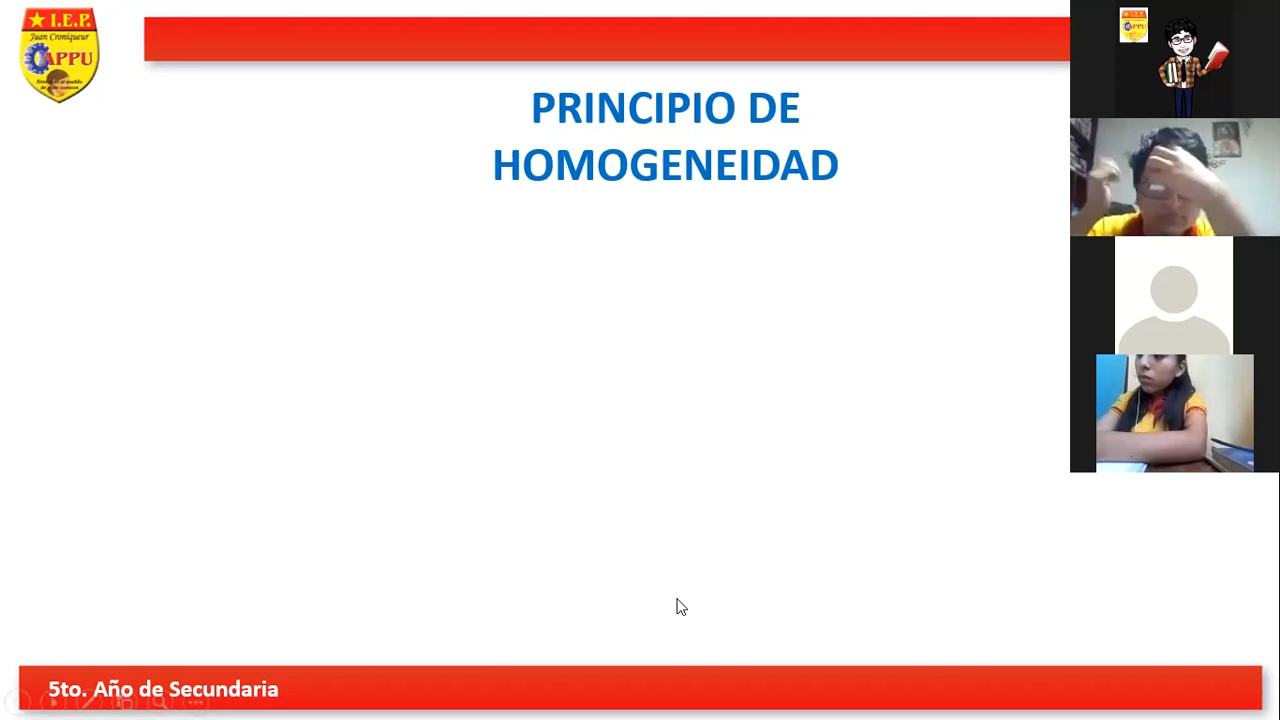 I.E.P.
Juan Croniqueur
CAPPU
PRINCIPIO DE
HOMOGENEIDAD
5to. Año de Secundaria